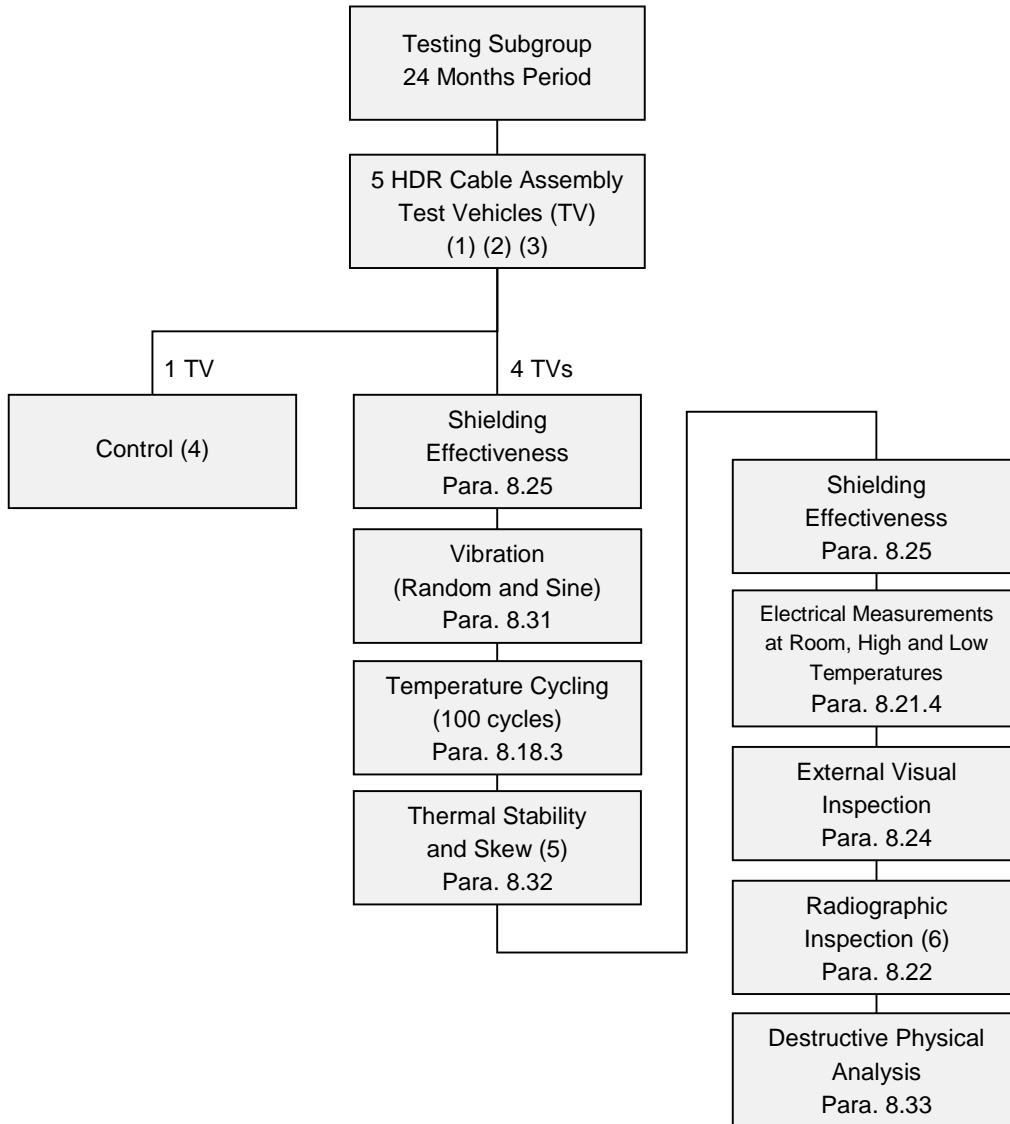 Testing Subgroup
24 Months Period
5 HDR Cable Assembly
Test Vehicles (TV)
(1) (2) (3)
1 TV
4 TVs
Control (4)
Shielding
Effectiveness
Para. 8.25
Vibration
(Random and Sine)
Para. 8.31
Temperature Cycling
(100 cycles)
Para. 8.18.3
Thermal Stability
and Skew (5)
Para. 8.32
Shielding
Effectiveness
Para. 8.25
Electrical Measurements
at Room, High and Low
Temperatures
Para. 8.21.4
External Visual
Inspection
Para. 8.24
Radiographic
Inspection (6)
Para. 8.22
Destructive Physical
Analysis
Para. 8.33